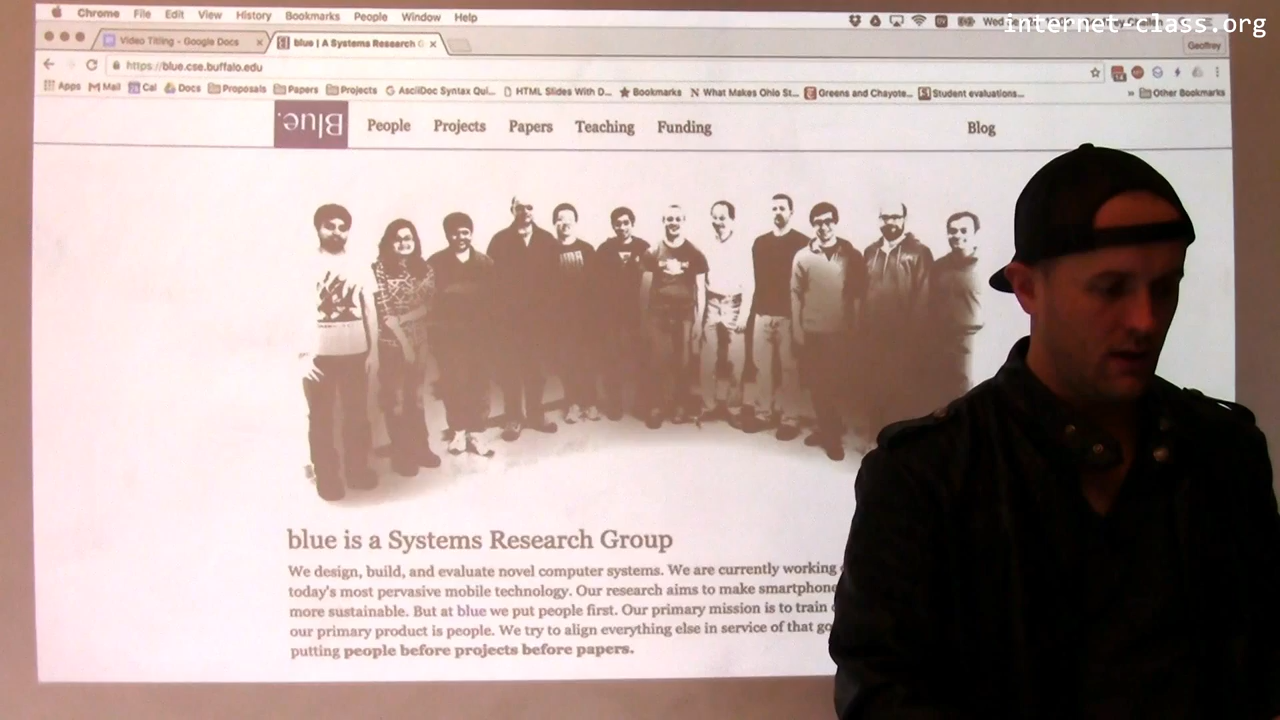 internet-class.org
Chrome File Edit View History Bookmarks People Window Help Wed
Video Titling - Google Docs
blue | A Systems Research G
Geoffrey
https://blue.cse.buffalo.edu
Apps Mail Cal Docs Proposals Papers Projects AsciiDoc Syntax Qui... HTML Slides With D... Bookmarks What Makes Ohio St... Greens and Chayote... Student evaluations... » Other Bookmarks
Blue. People Projects Papers Teaching Funding Blog
blue is a Systems Research Group
We design, build, and evaluate novel computer systems. We are currently working
today's most pervasive mobile technology. Our research aims to make smartphone
more sustainable. But at blue we put people first. Our primary mission is to train
our primary product is people. We try to align everything else in service of that go
putting people before projects before papers.